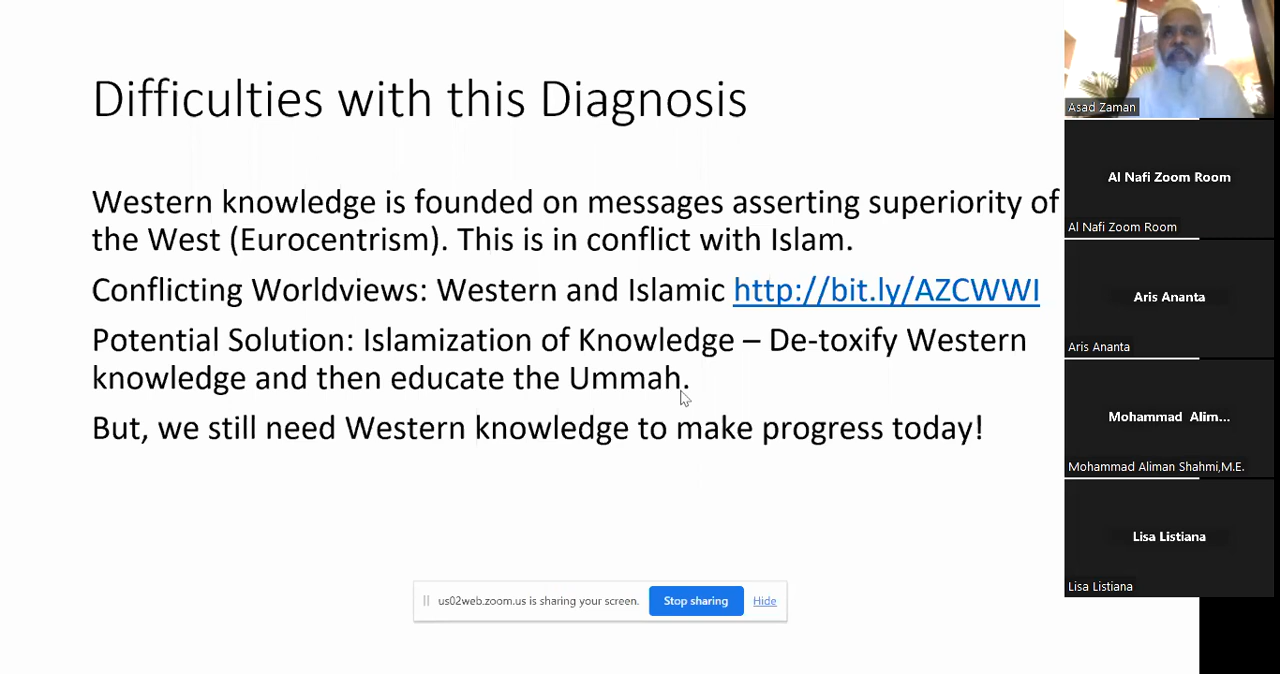 Difficulties with this Diagnosis
Western knowledge is founded on messages asserting superiority of
the West (Eurocentrism). This is in conflict with Islam.
Conflicting Worldviews: Western and Islamic http://bit.ly/AZCWWI
Potential Solution: Islamization of Knowledge – De-toxify Western
knowledge and then educate the Ummah.
But, we still need Western knowledge to make progress today!
us02web.zoom.us is sharing your screen. Stop sharing Hide
Asad Zaman
Al Nafi Zoom Room
Al Nafi Zoom Room
Aris Ananta
Aris Ananta
Mohammad Alim...
Mohammad Aliman Shahmi,M.E.
Lisa Listiana
Lisa Listiana